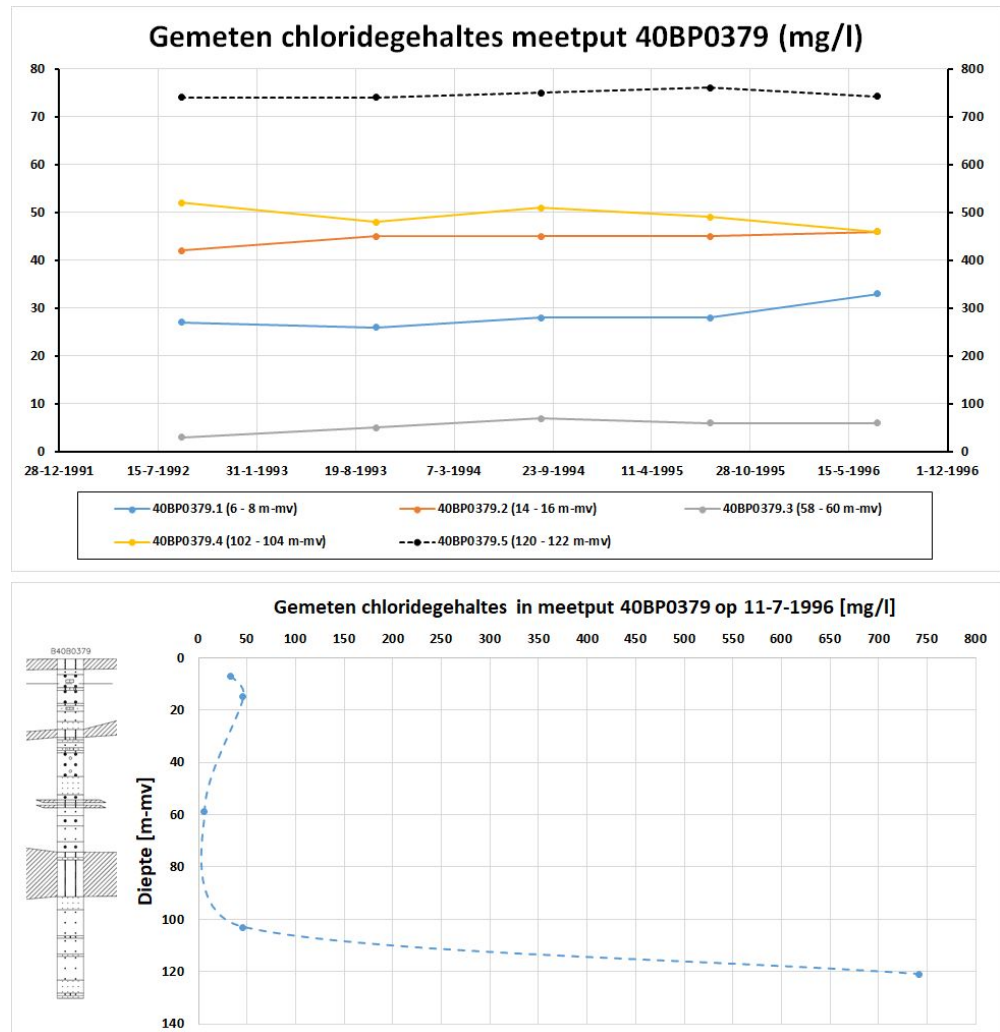 Gemeten chloridegehaltes meetput 40BP0379 (mg/l)
80 800
70 700
60 600
50 500
40 400
30 300
20 200
10 100
0 0
28-12-1991 15-7-1992 31-1-1993 19-8-1993 7-3-1994 23-9-1994 11-4-1995 28-10-1995 15-5-1996 1-12-1996
40BP0379.1 (6 - 8 m-mv) 40BP0379.2 (14 - 16 m-mv) 40BP0379.3 (58 - 60 m-mv)
40BP0379.4 (102 - 104 m-mv) 40BP0379.5 (120 - 122 m-mv)
Gemeten chloridegehaltes in meetput 40BP0379 op 11-7-1996 [mg/l]
0 50 100 150 200 250 300 350 400 450 500 550 600 650 700 750 800
B40B0379
Diepte [m-mv]
0
20
40
60
80
100
120
140